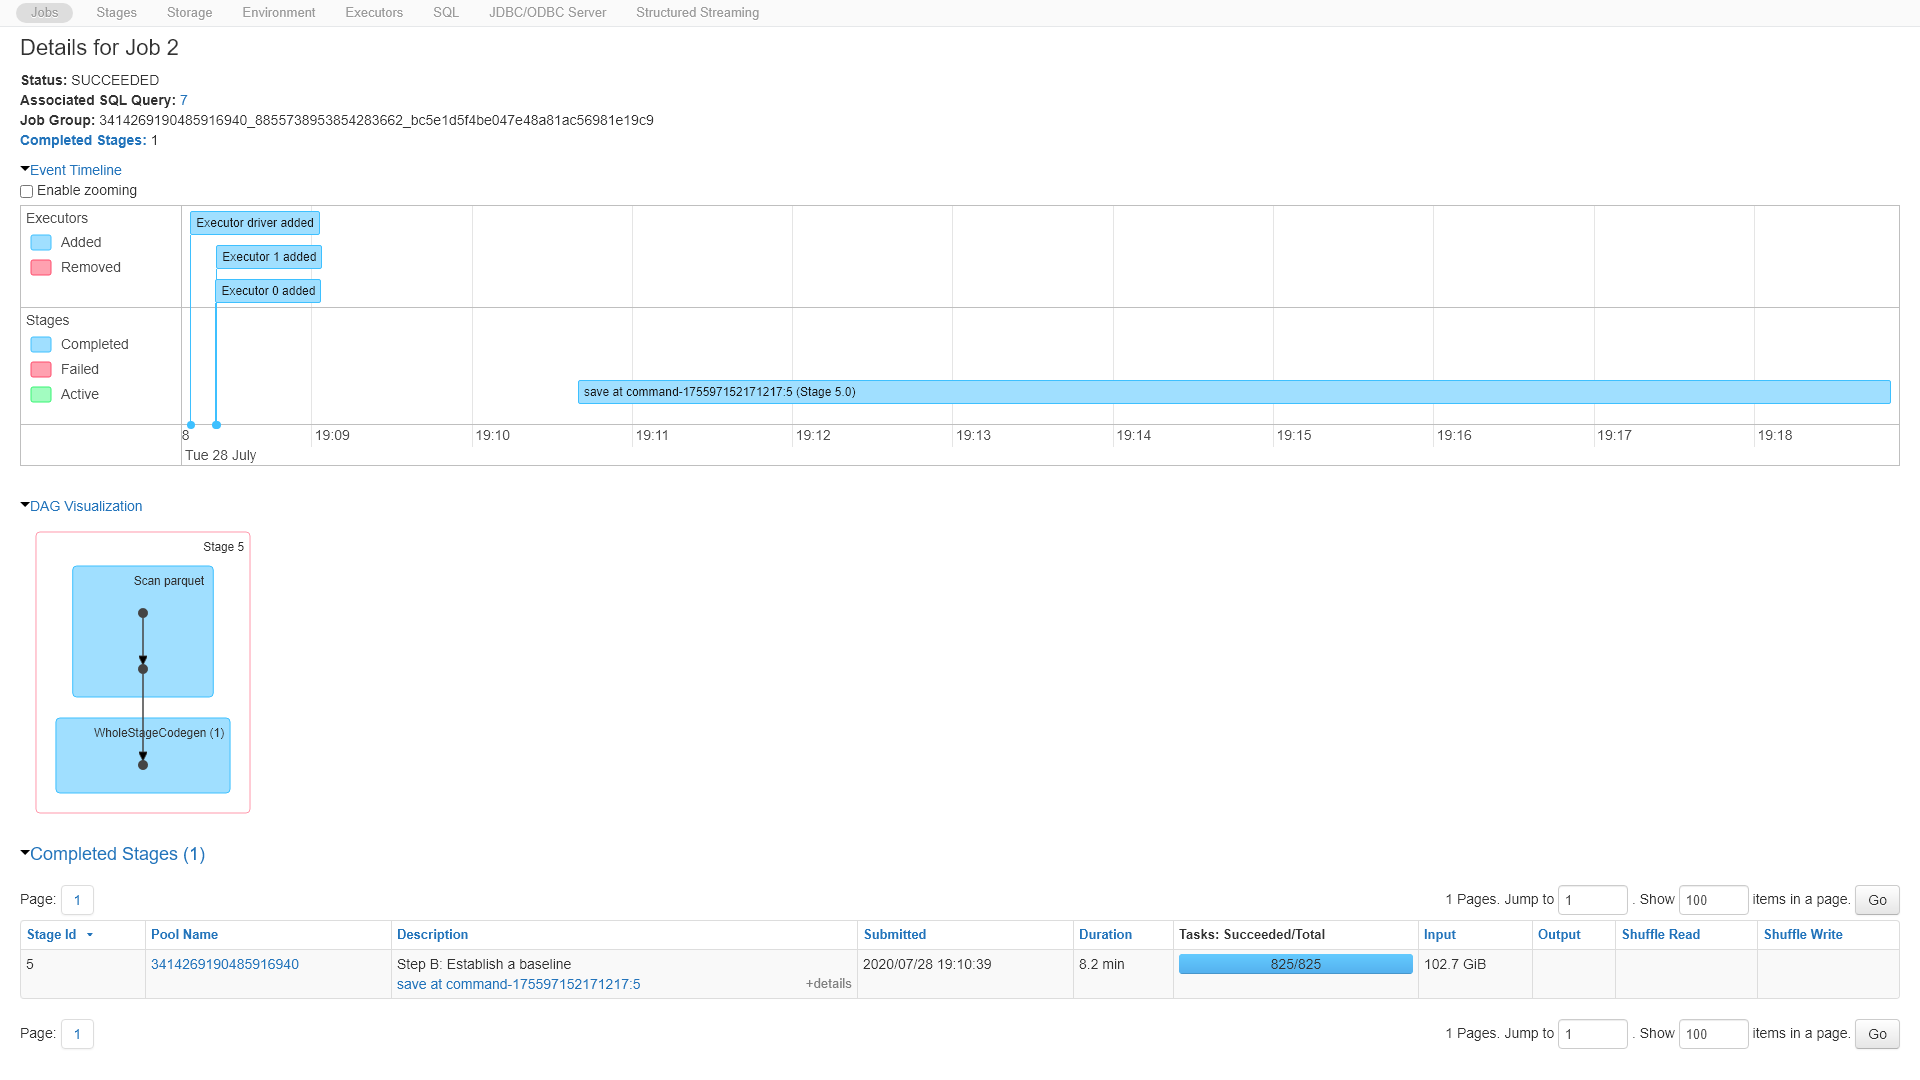 Jobs Stages Storage Environment Executors SQL JDBC/ODBC Server Structured Streaming
Details for Job 2
Status: SUCCEEDED
Associated SQL Query: 7
Job Group: 3414269190485916940_8855738953854283662_bc5e1d5f4be047e48a81ac56981e19c9
Completed Stages: 1
Event Timeline
Enable zooming
Executors
Added
Removed
Executor driver added
Executor 1 added
Executor 0 added
Stages
Completed
Failed
Active
save at command-175597152171217:5 (Stage 5.0)
8 19:09 19:10 19:11 19:12 19:13 19:14 19:15 19:16 19:17 19:18
Tue 28 July
DAG Visualization
Stage 5
Scan parquet
WholeStageCodegen (1)
Completed Stages (1)
Page: 1 1 Pages. Jump to 1 . Show 100 items in a page. Go
Stage Id Pool Name Description Submitted Duration Tasks: Succeeded/Total Input Output Shuffle Read Shuffle Write
5 3414269190485916940 Step B: Establish a baseline 2020/07/28 19:10:39 8.2 min 825/825 102.7 GiB
save at command-175597152171217:5 +details
Page: 1 1 Pages. Jump to 1 . Show 100 items in a page. Go